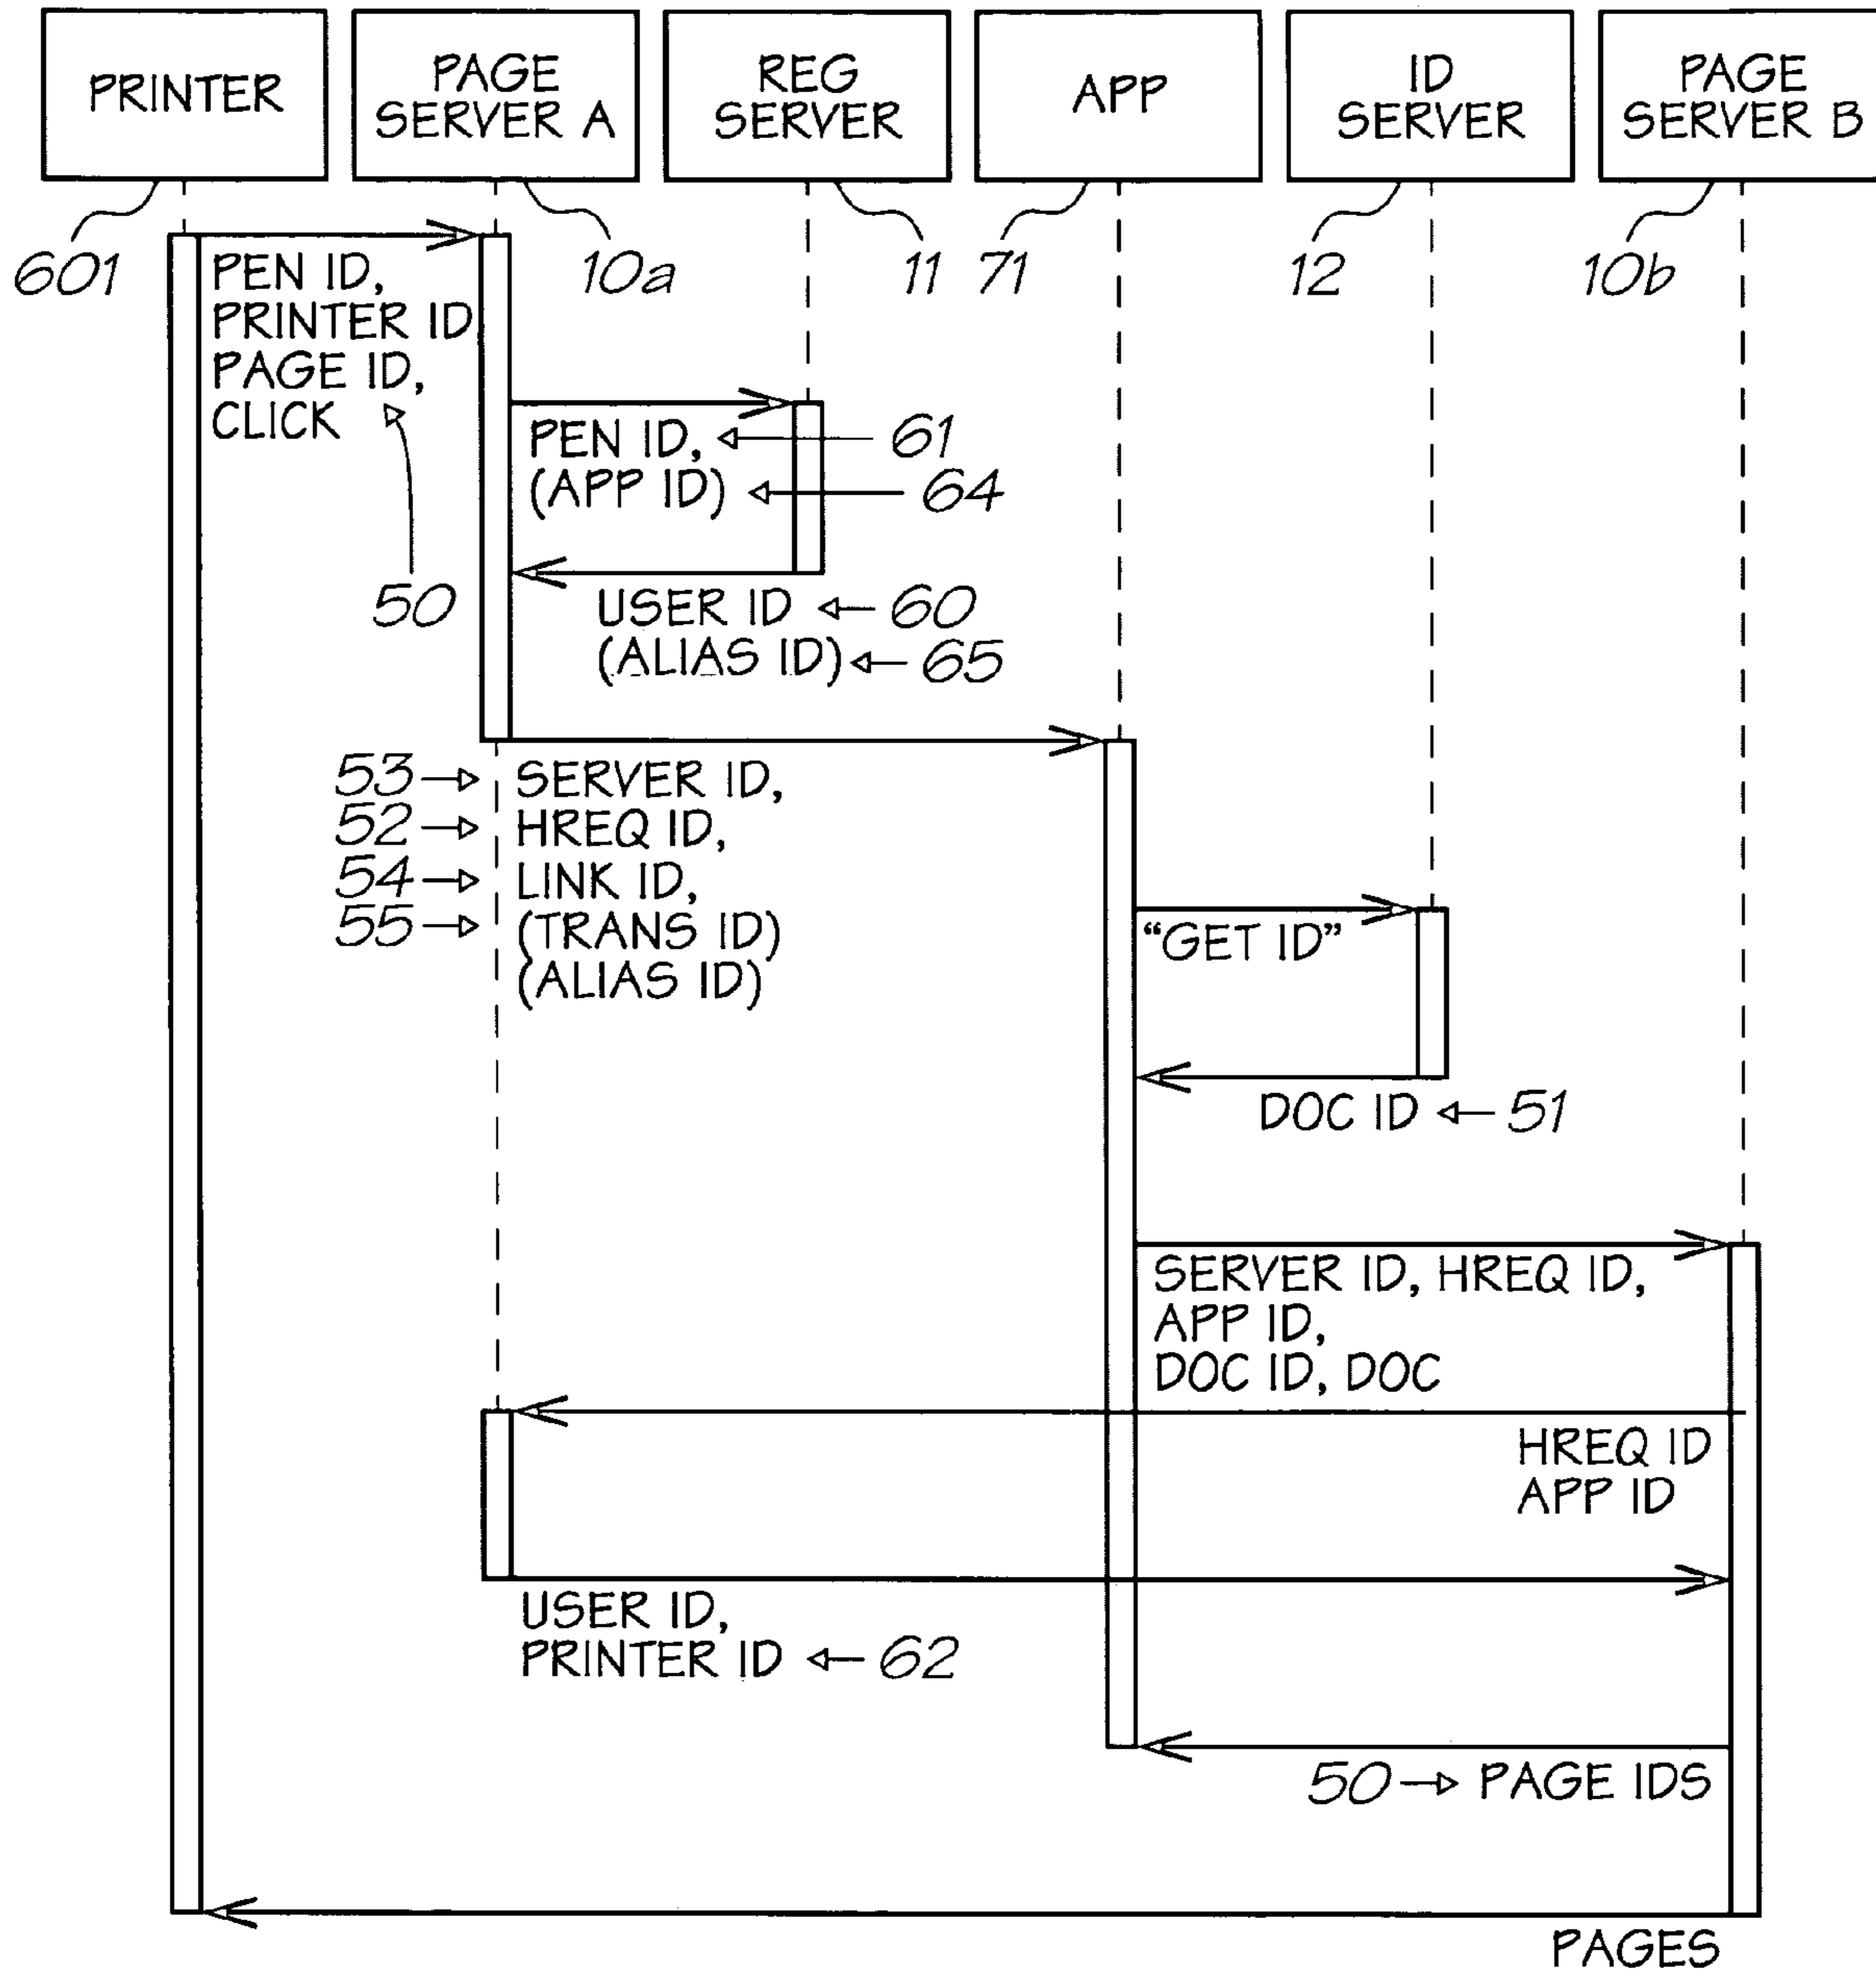 PRINTER
PAGE
SERVER A
REG
SERVER
APP
ID
SERVER
PAGE
SERVER B
601
10a
11
71
12
10b
PEN ID,
PRINTER ID
PAGE ID,
CLICK
50
PEN ID,
61
(APP ID)
64
USER ID
60
(ALIAS ID)
65
53
SERVER ID,
52
HREQ ID,
54
LINK ID,
55
(TRANS ID)
(ALIAS ID)
“GET ID”
DOC ID
51
SERVER ID, HREQ ID,
APP ID,
DOC ID, DOC
HREQ ID
APP ID
USER ID,
PRINTER ID
62
50
PAGE IDS
PAGES